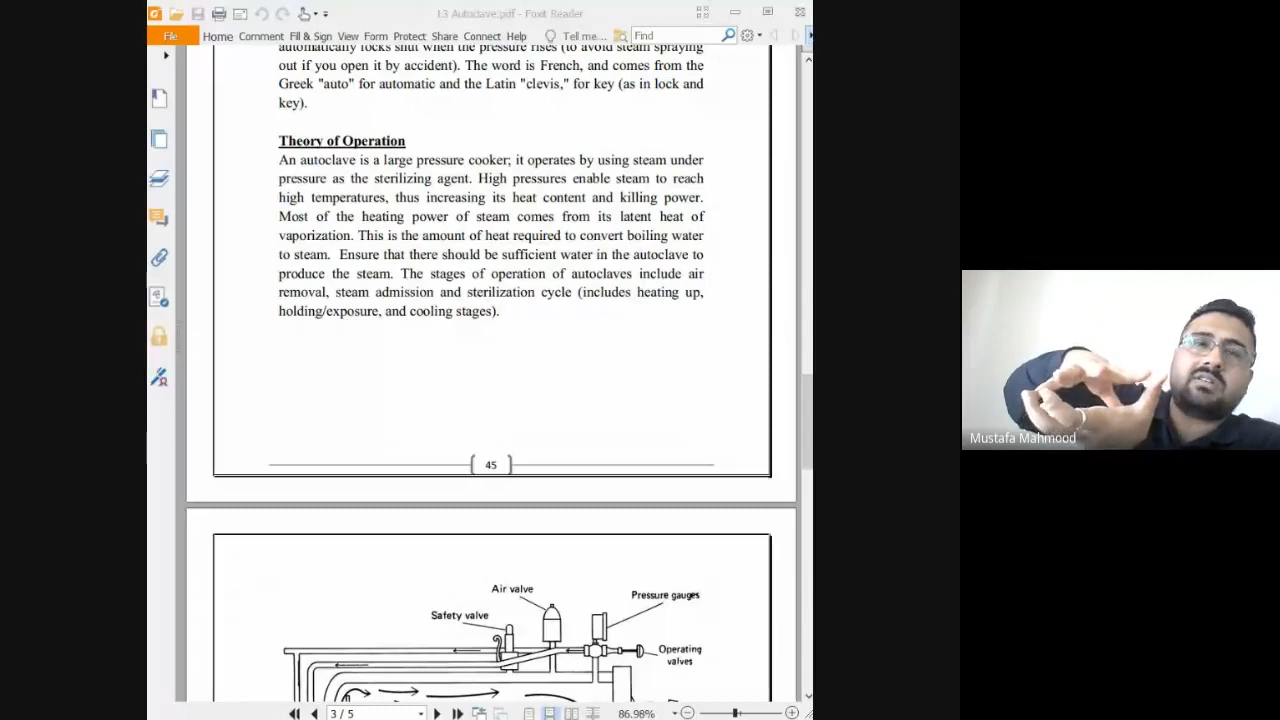 L3 Autoclave.pdf - Foxit Reader
File Home Comment Fill & Sign View Form Protect Share Connect Help Tell me... Find
automatically locks shut when the pressure rises (to avoid steam spraying
out if you open it by accident). The word is French, and comes from the
Greek "auto" for automatic and the Latin "clevis," for key (as in lock and
key).
Theory of Operation
An autoclave is a large pressure cooker; it operates by using steam under
pressure as the sterilizing agent. High pressures enable steam to reach
high temperatures, thus increasing its heat content and killing power.
Most of the heating power of steam comes from its latent heat of
vaporization. This is the amount of heat required to convert boiling water
to steam. Ensure that there should be sufficient water in the autoclave to
produce the steam. The stages of operation of autoclaves include air
removal, steam admission and sterilization cycle (includes heating up,
holding/exposure, and cooling stages).
45
Air valve
Pressure gauges
Safety valve
Operating
valves
3 / 5
86.98%
Mustafa Mahmood